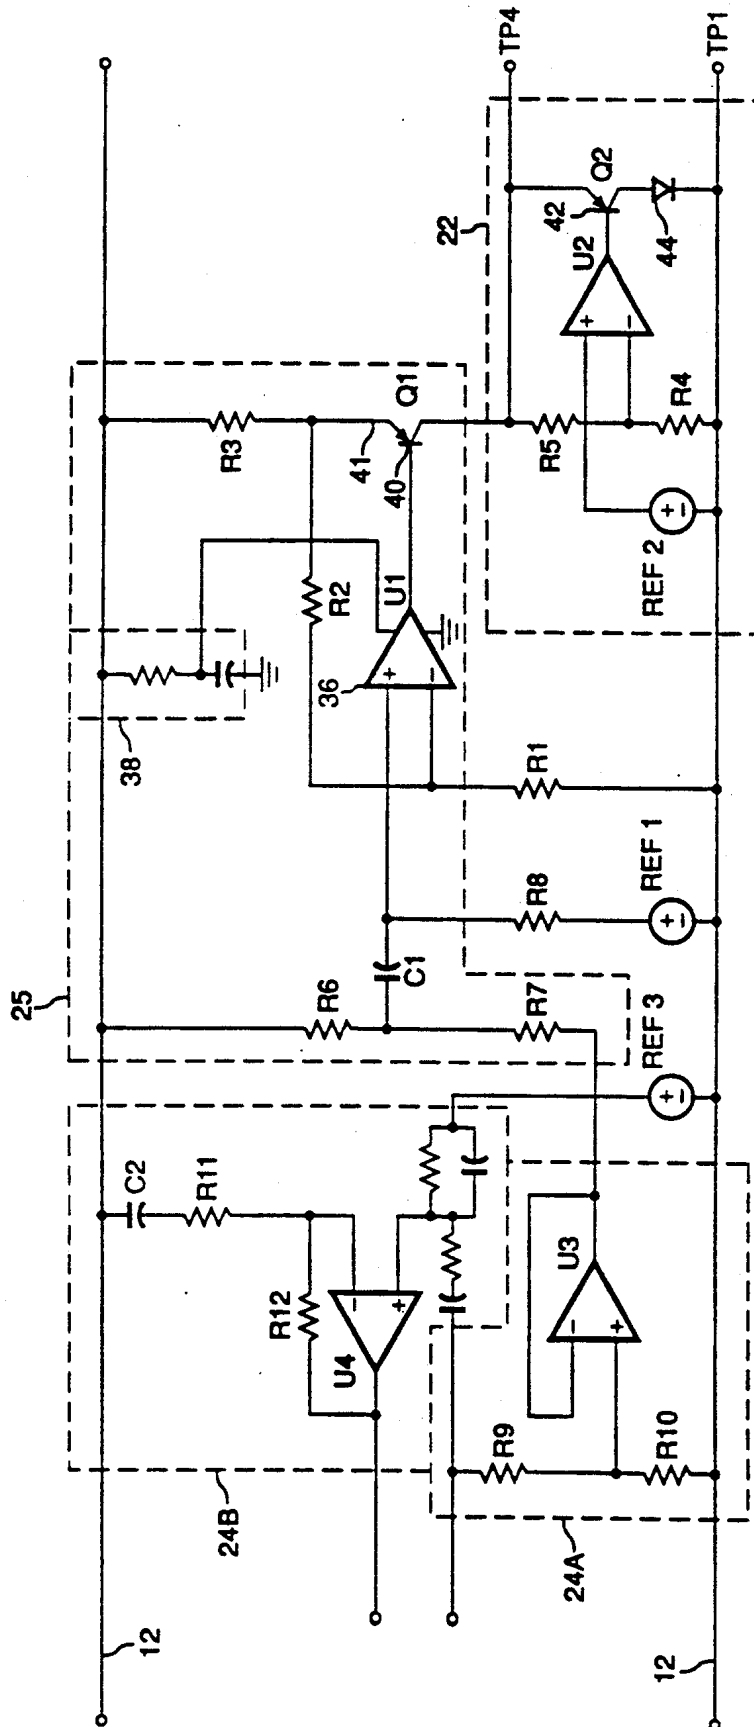 25
38
12
C2
R11
24B
R3
R12
R6
R2
36
41
U4
U1
40
Q1
-
+
+
-
C1
22
TP4
R9
R7
R8
R1
R5
42
U3
U2
Q2
-
+
+
-
24A
R10
REF 3
REF 1
REF 2
R4
44
+
-
+
-
+
-
12
TP1